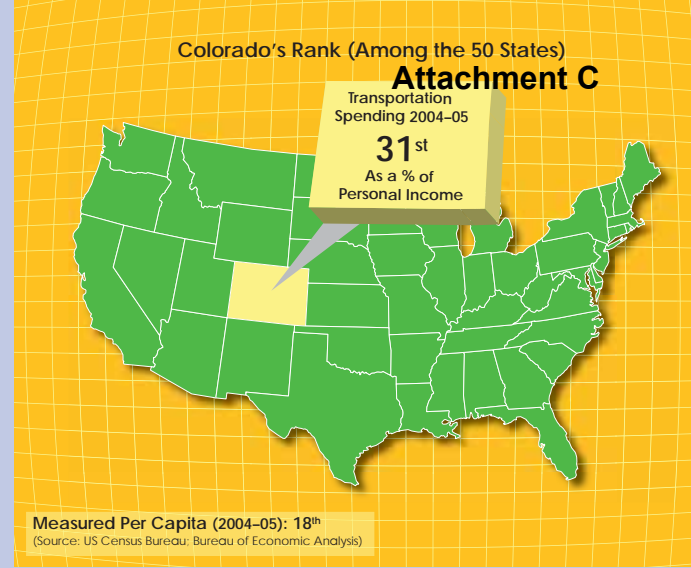 Colorado's Rank (Among the 50 States)
Attachment C
Transportation
Spending 2004–05
31st
As a % of
Personal Income
Measured Per Capita (2004–05): 18th
(Source: US Census Bureau; Bureau of Economic Analysis)